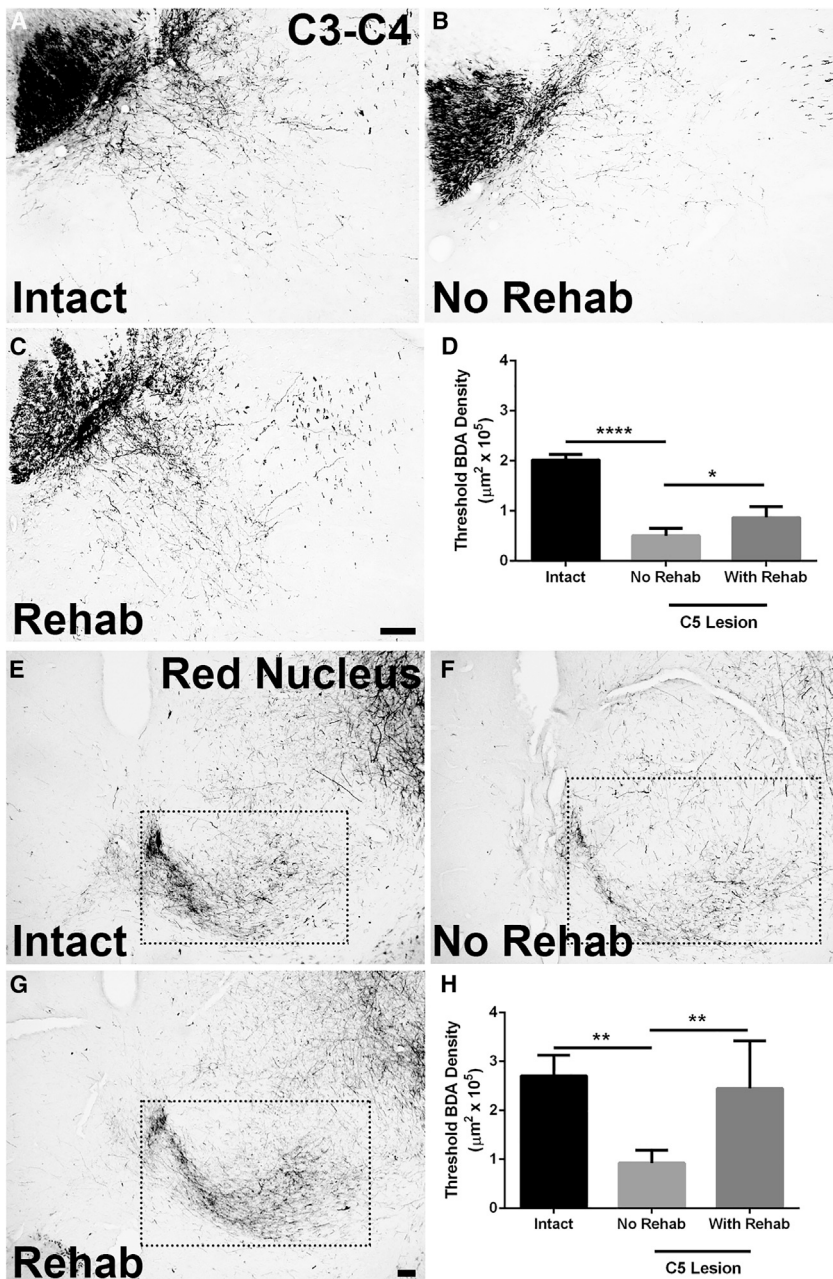 A
C3-C4
Intact
B
No Rehab
C
Rehab
D
Threshold BDA Density
(µm² x 10⁵)
4
3
2
1
0
****
*
Intact
No Rehab
With Rehab
C5 Lesion
E
Red Nucleus
Intact
F
No Rehab
G
Rehab
H
Threshold BDA Density
(µm² x 10⁵)
4
3
2
1
0
**
**
Intact
No Rehab
With Rehab
C5 Lesion